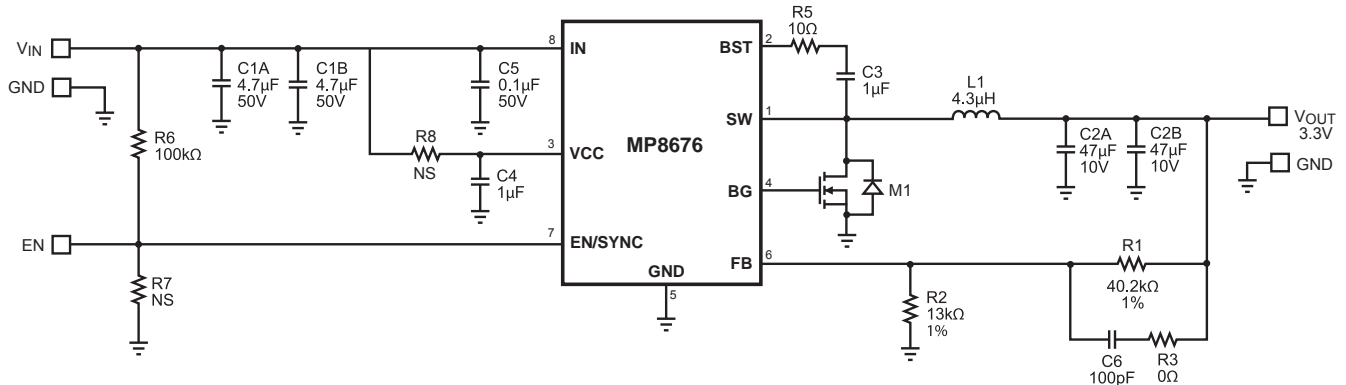 R5
10Ω
VIN
8
IN
BST
2
C1A
4.7µF
50V
C1B
4.7µF
50V
C5
0.1µF
50V
C3
1µF
GND
L1
4.3µH
SW
1
VOUT
3.3V
R6
100kΩ
R8
NS
3
VCC
MP8676
C2A
47µF
10V
C2B
47µF
10V
GND
C4
1µF
BG
4
M1
EN
7
EN/SYNC
FB
6
R1
40.2kΩ
1%
R7
NS
GND
5
R2
13kΩ
1%
C6
100pF
R3
0Ω